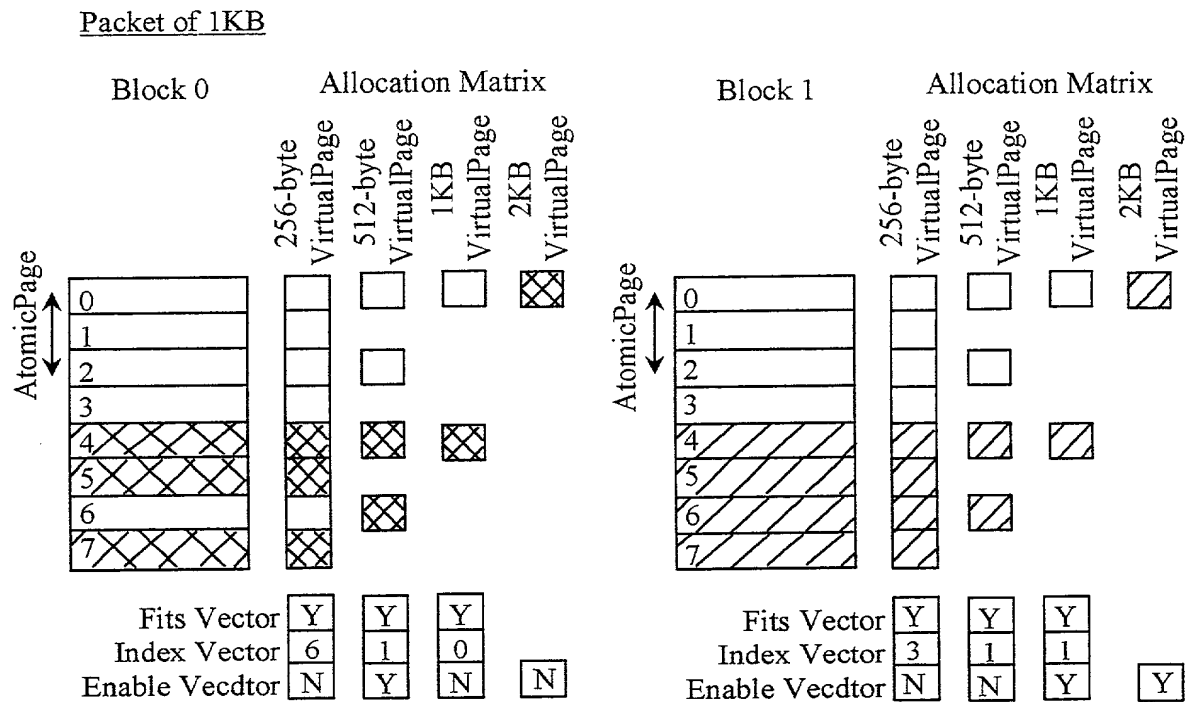 Packet of 1KB
Block 0
Allocation Matrix
256-byte
VirtualPage
512-byte
VirtualPage
1KB
VirtualPage
2KB
VirtualPage
AtomicPage
0
1
2
3
4
5
6
7
Fits Vector Y Y Y
Index Vector 6 1 0
Enable Vecdtor N Y N N
Block 1
Allocation Matrix
256-byte
VirtualPage
512-byte
VirtualPage
1KB
VirtualPage
2KB
VirtualPage
AtomicPage
0
1
2
3
4
5
6
7
Fits Vector Y Y Y
Index Vector 3 1 1
Enable Vecdtor N N Y Y